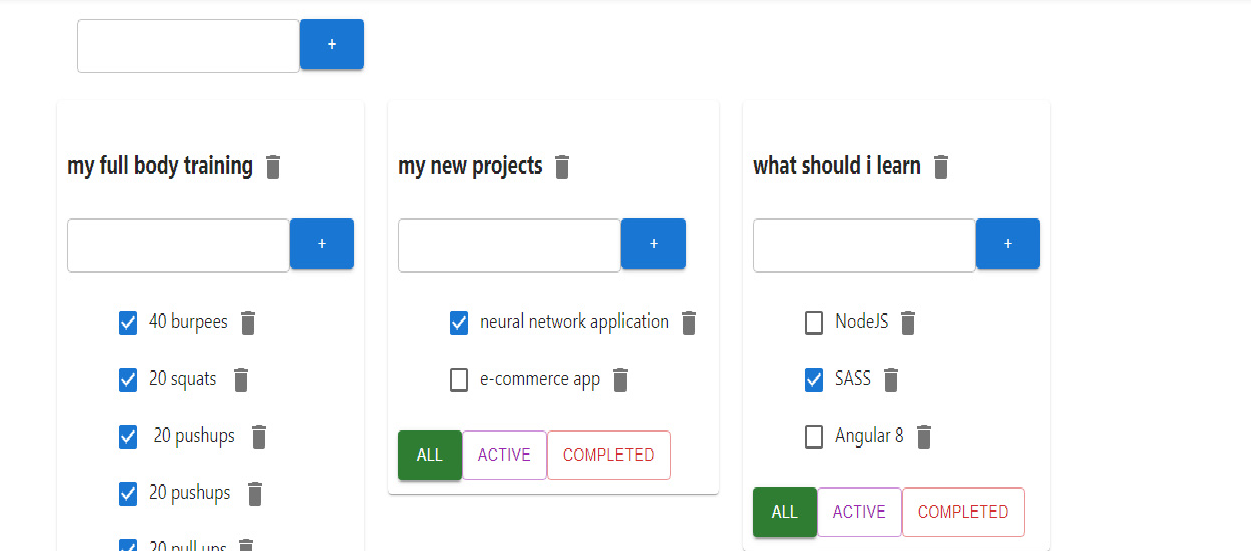 +
my full body training
+
40 burpees
20 squats
20 pushups
20 pushups
20 pull ups
my new projects
+
neural network application
e-commerce app
ALL ACTIVE COMPLETED
what should i learn
+
NodeJS
SASS
Angular 8
ALL ACTIVE COMPLETED